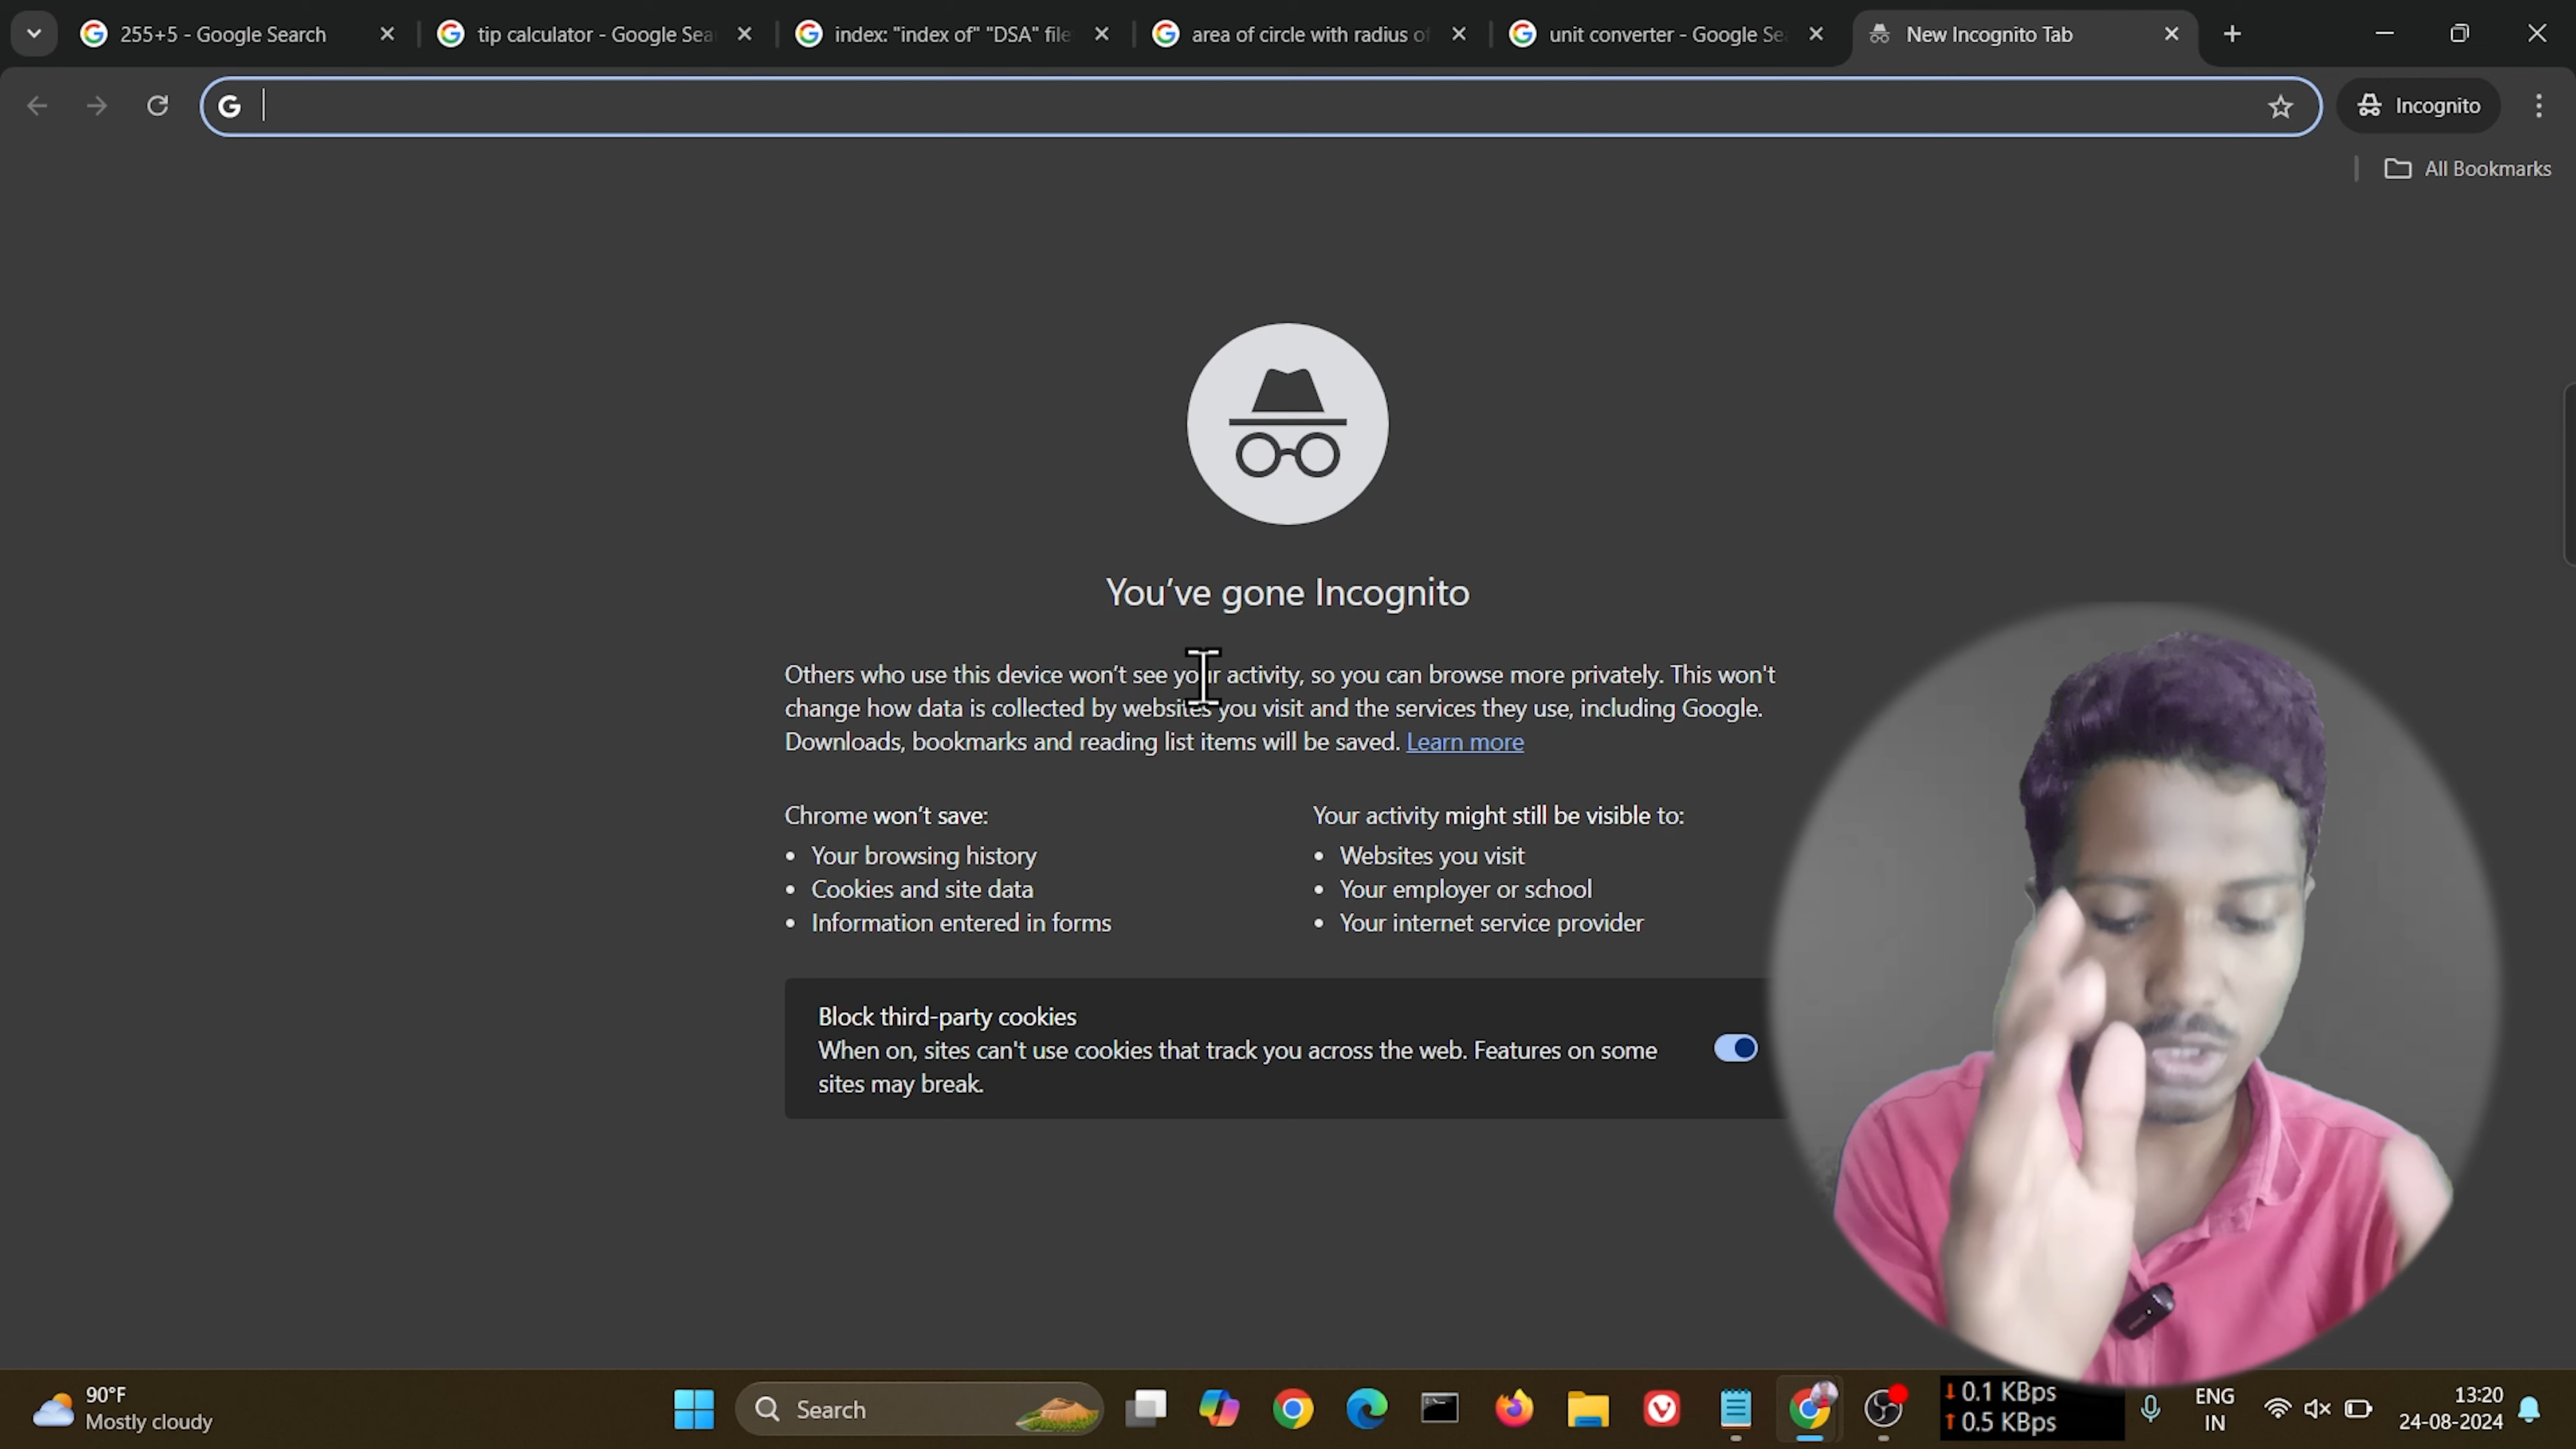 255+5 - Google Search
tip calculator - Google Sea
index: "index of" "DSA" file
area of circle with radius of
unit converter - Google Se
New Incognito Tab
G
Incognito
All Bookmarks
You've gone Incognito
Others who use this device won't see your activity, so you can browse more privately. This won't
change how data is collected by websites you visit and the services they use, including Google.
Downloads, bookmarks and reading list items will be saved. Learn more
Chrome won't save:
• Your browsing history
• Cookies and site data
• Information entered in forms
Your activity might still be visible to:
• Websites you visit
• Your employer or school
• Your internet service provider
Block third-party cookies
When on, sites can't use cookies that track you across the web. Features on some
sites may break.
90°F
Mostly cloudy
Search
↓ 0.1 KBps
↑ 0.5 KBps
ENG
IN
13:20
24-08-2024